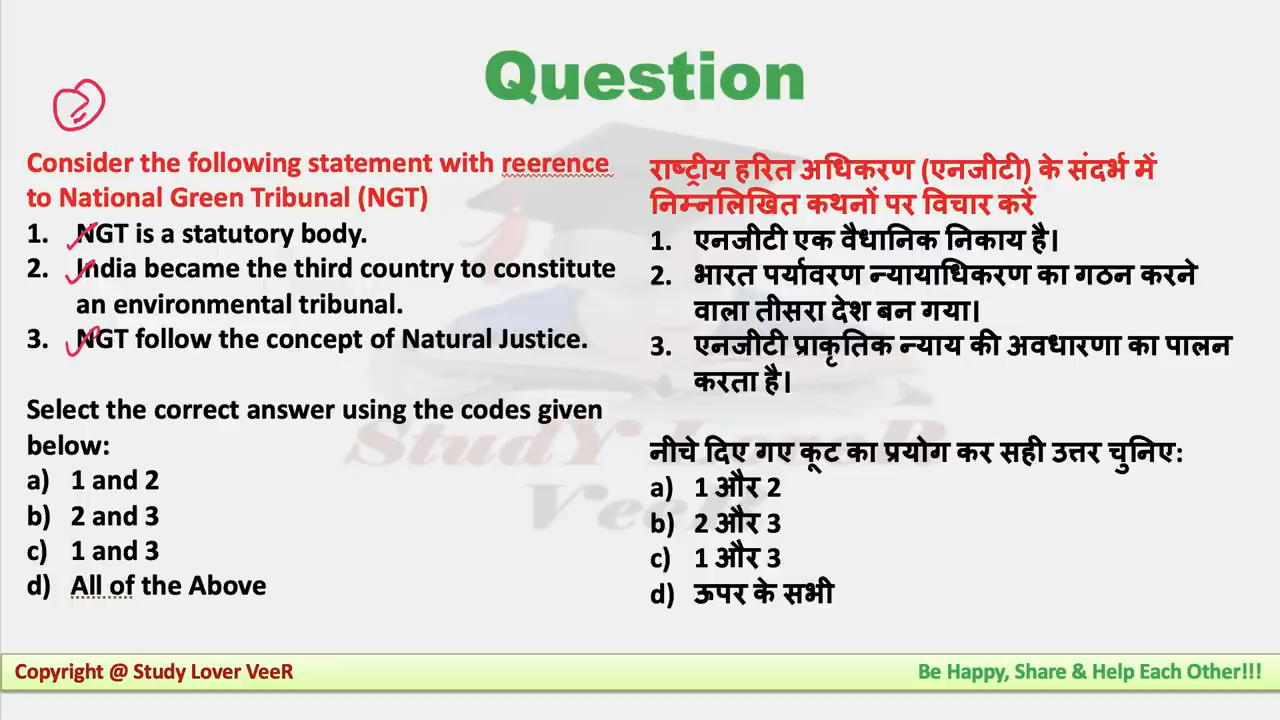 Question
2
Consider the following statement with reerence
to National Green Tribunal (NGT)
1. NGT is a statutory body.
2. India became the third country to constitute
an environmental tribunal.
3. NGT follow the concept of Natural Justice.
Select the correct answer using the codes given
below:
a) 1 and 2
b) 2 and 3
c) 1 and 3
d) All of the Above
राष्ट्रीय हरित अधिकरण (एनजीटी) के संदर्भ में
निम्नलिखित कथनों पर विचार करें
1. एनजीटी एक वैधानिक निकाय है।
2. भारत पर्यावरण न्यायाधिकरण का गठन करने
वाला तीसरा देश बन गया।
3. एनजीटी प्राकृतिक न्याय की अवधारणा का पालन
करता है।
नीचे दिए गए कूट का प्रयोग कर सही उत्तर चुनिए:
a) 1 और 2
b) 2 और 3
c) 1 और 3
d) ऊपर के सभी
StudY LoveR
VeeR
Copyright @ Study Lover VeeR
Be Happy, Share & Help Each Other!!!